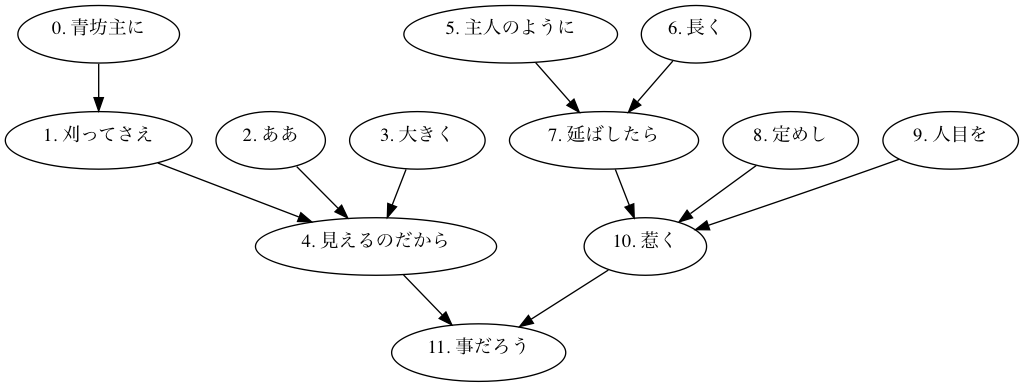 0. 青坊主に
5. 主人のように
6. 長く
1. 刈ってさえ
2. ああ
3. 大きく
7. 延ばしたら
8. 定めし
9. 人目を
4. 見えるのだから
10. 惹く
11. 事だろう